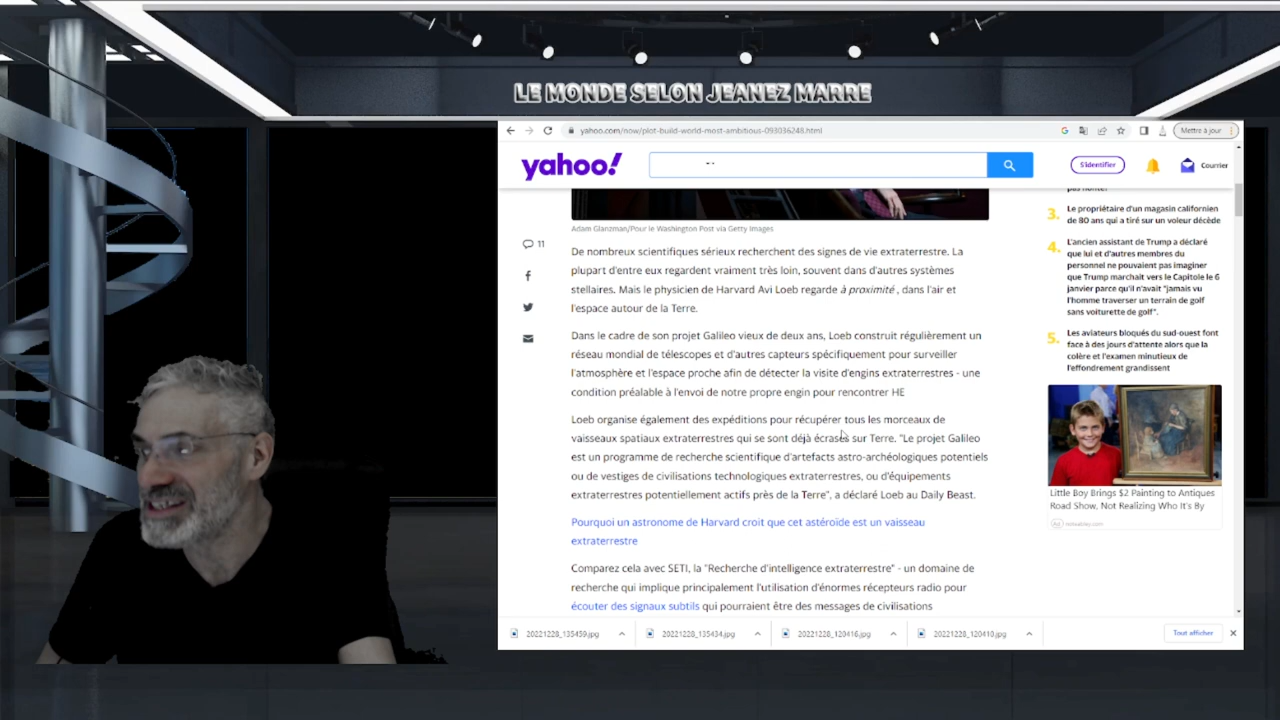 LE MONDE SELON JEANEZ MARRE
yahoo.com/now/plot-build-world-most-ambitious-093036248.html
Mettre à jour
yahoo!
S'identifier
Courrier
Adam Glanzman/Pour le Washington Post via Getty Images
11
De nombreux scientifiques sérieux recherchent des signes de vie extraterrestre. La
plupart d'entre eux regardent vraiment très loin, souvent dans d'autres systèmes
stellaires. Mais le physicien de Harvard Avi Loeb regarde à proximité , dans l'air et
l'espace autour de la Terre.
Dans le cadre de son projet Galileo vieux de deux ans, Loeb construit régulièrement un
réseau mondial de télescopes et d'autres capteurs spécifiquement pour surveiller
l'atmosphère et l'espace proche afin de détecter la visite d'engins extraterrestres - une
condition préalable à l'envoi de notre propre engin pour rencontrer HE
Loeb organise également des expéditions pour récupérer tous les morceaux de
vaisseaux spatiaux extraterrestres qui se sont déjà écrasés sur Terre. "Le projet Galileo
est un programme de recherche scientifique d'artefacts astro-archéologiques potentiels
ou de vestiges de civilisations technologiques extraterrestres, ou d'équipements
extraterrestres potentiellement actifs près de la Terre", a déclaré Loeb au Daily Beast.
Pourquoi un astronome de Harvard croit que cet astéroïde est un vaisseau
extraterrestre
Comparez cela avec SETI, la "Recherche d'intelligence extraterrestre" - un domaine de
recherche qui implique principalement l'utilisation d'énormes récepteurs radio pour
écouter des signaux subtils qui pourraient être des messages de civilisations
3. Le propriétaire d'un magasin californien
de 80 ans qui a tiré sur un voleur décède
4. L'ancien assistant de Trump a déclaré
que lui et d'autres membres du
personnel ne pouvaient pas imaginer
que Trump marchait vers le Capitole le 6
janvier parce qu'il n'avait "jamais vu
l'homme traverser un terrain de golf
sans voiturette de golf".
5. Les aviateurs bloqués du sud-ouest font
face à des jours d'attente alors que la
colère et l'examen minutieux de
l'effondrement grandissent
Little Boy Brings $2 Painting to Antiques
Road Show, Not Realizing Who It's By
Ad
20221228_135459.jpg
20221228_135434.jpg
20221228_120416.jpg
20221228_120410.jpg
Tout afficher